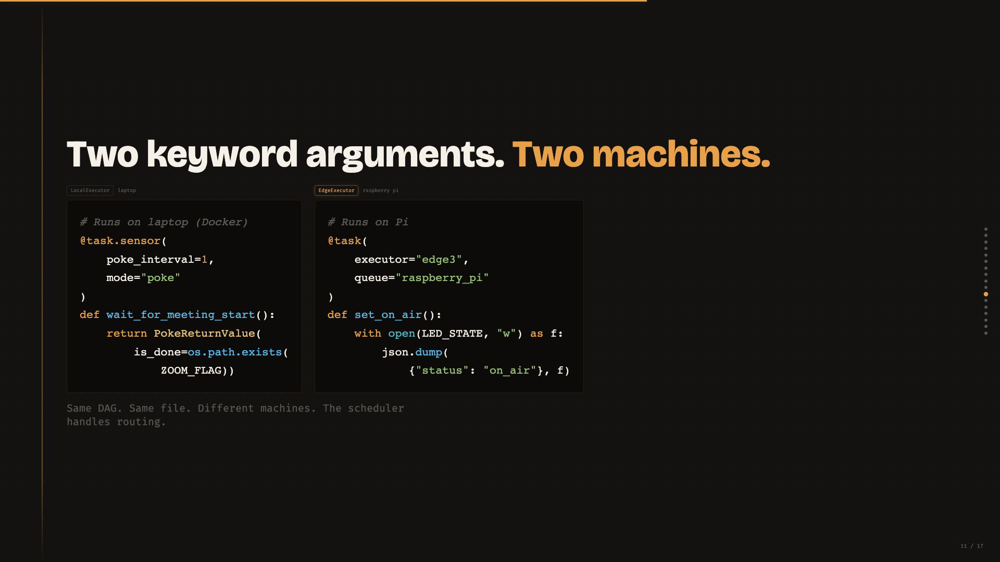 Two keyword arguments. Two machines.
LocalExecutor laptop
# Runs on laptop (Docker)
@task.sensor(
    poke_interval=1,
    mode="poke"
)
def wait_for_meeting_start():
    return PokeReturnValue(
        is_done=os.path.exists(
            ZOOM_FLAG))
EdgeExecutor raspberry pi
# Runs on Pi
@task(
    executor="edge3",
    queue="raspberry_pi"
)
def set_on_air():
    with open(LED_STATE, "w") as f:
        json.dump(
            {"status": "on_air"}, f)
Same DAG. Same file. Different machines. The scheduler
handles routing.
11 / 17